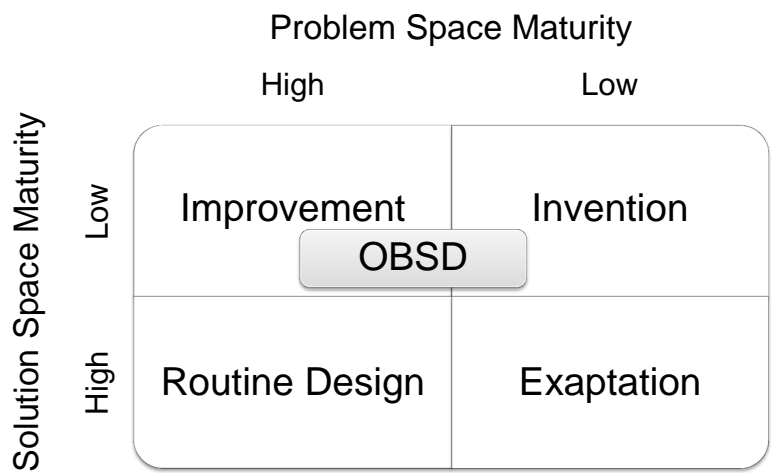 Problem Space Maturity
High Low
Solution Space Maturity
Low
High
Improvement Invention
OBSD
Routine Design Exaptation